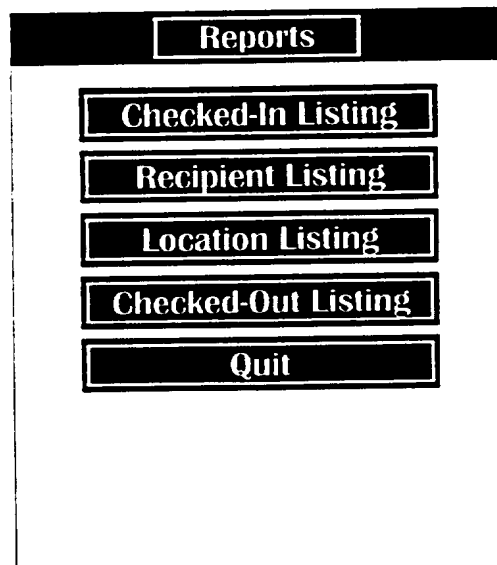 Reports
Checked-In Listing
Recipient Listing
Location Listing
Checked-Out Listing
Quit